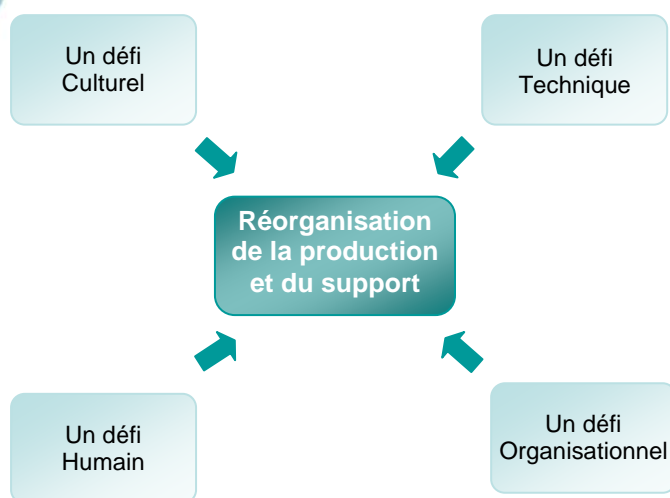 Un défi
Culturel
Un défi
Technique
Réorganisation
de la production
et du support
Un défi
Humain
Un défi
Organisationnel